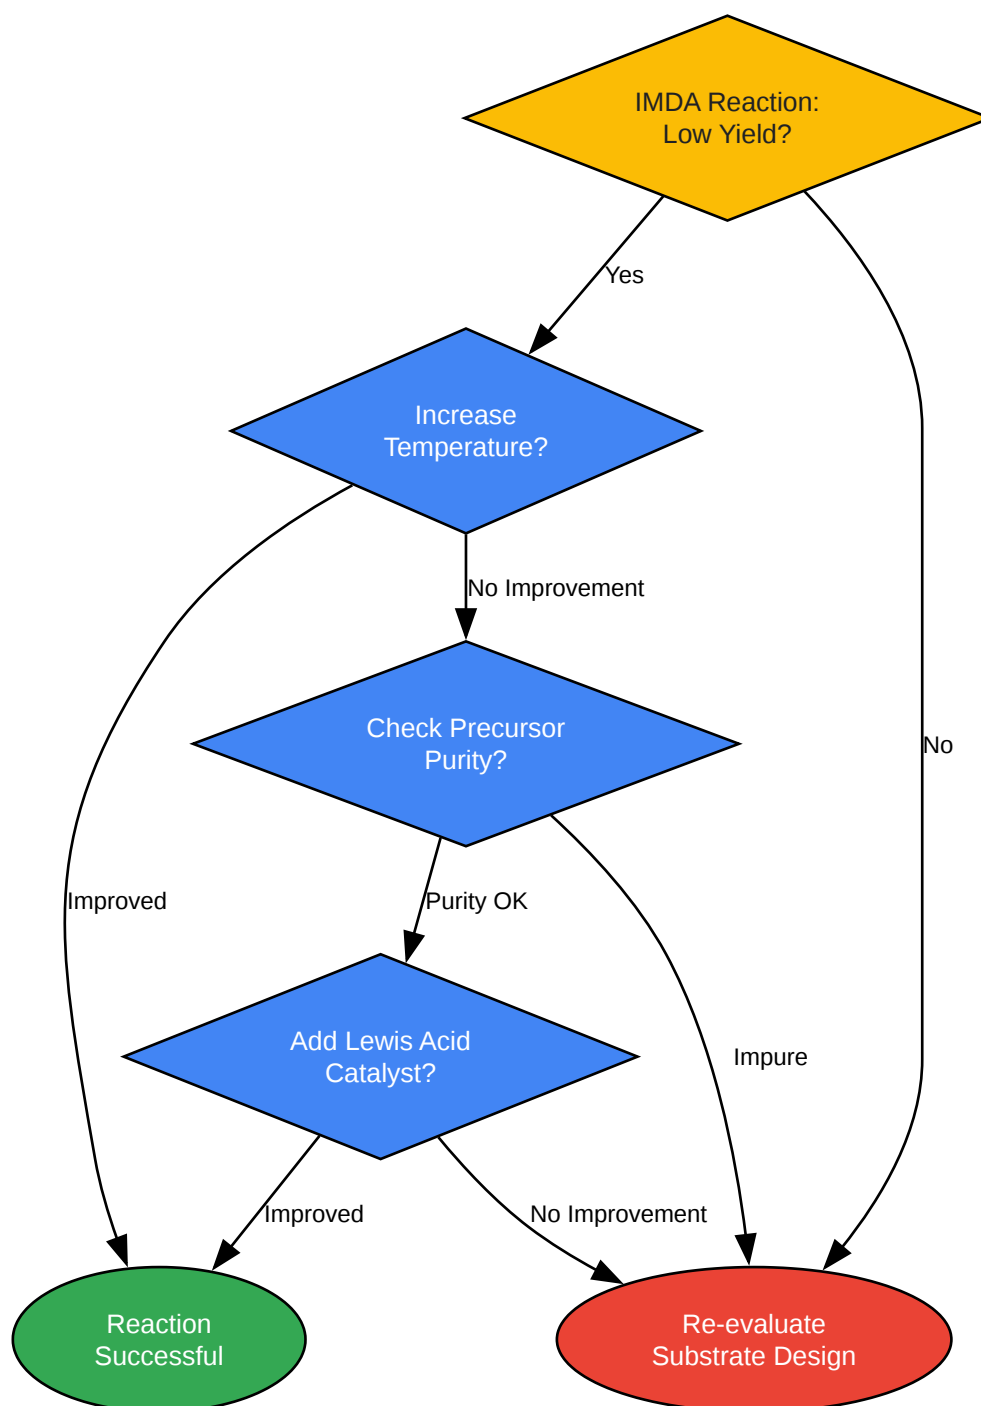 IMDA Reaction:
Low Yield?
Yes
Increase
Temperature?
No Improvement
Check Precursor
Purity?
No
Improved
Purity OK
Add Lewis Acid
Catalyst?
Impure
Improved
No Improvement
Reaction
Successful
Re-evaluate
Substrate Design